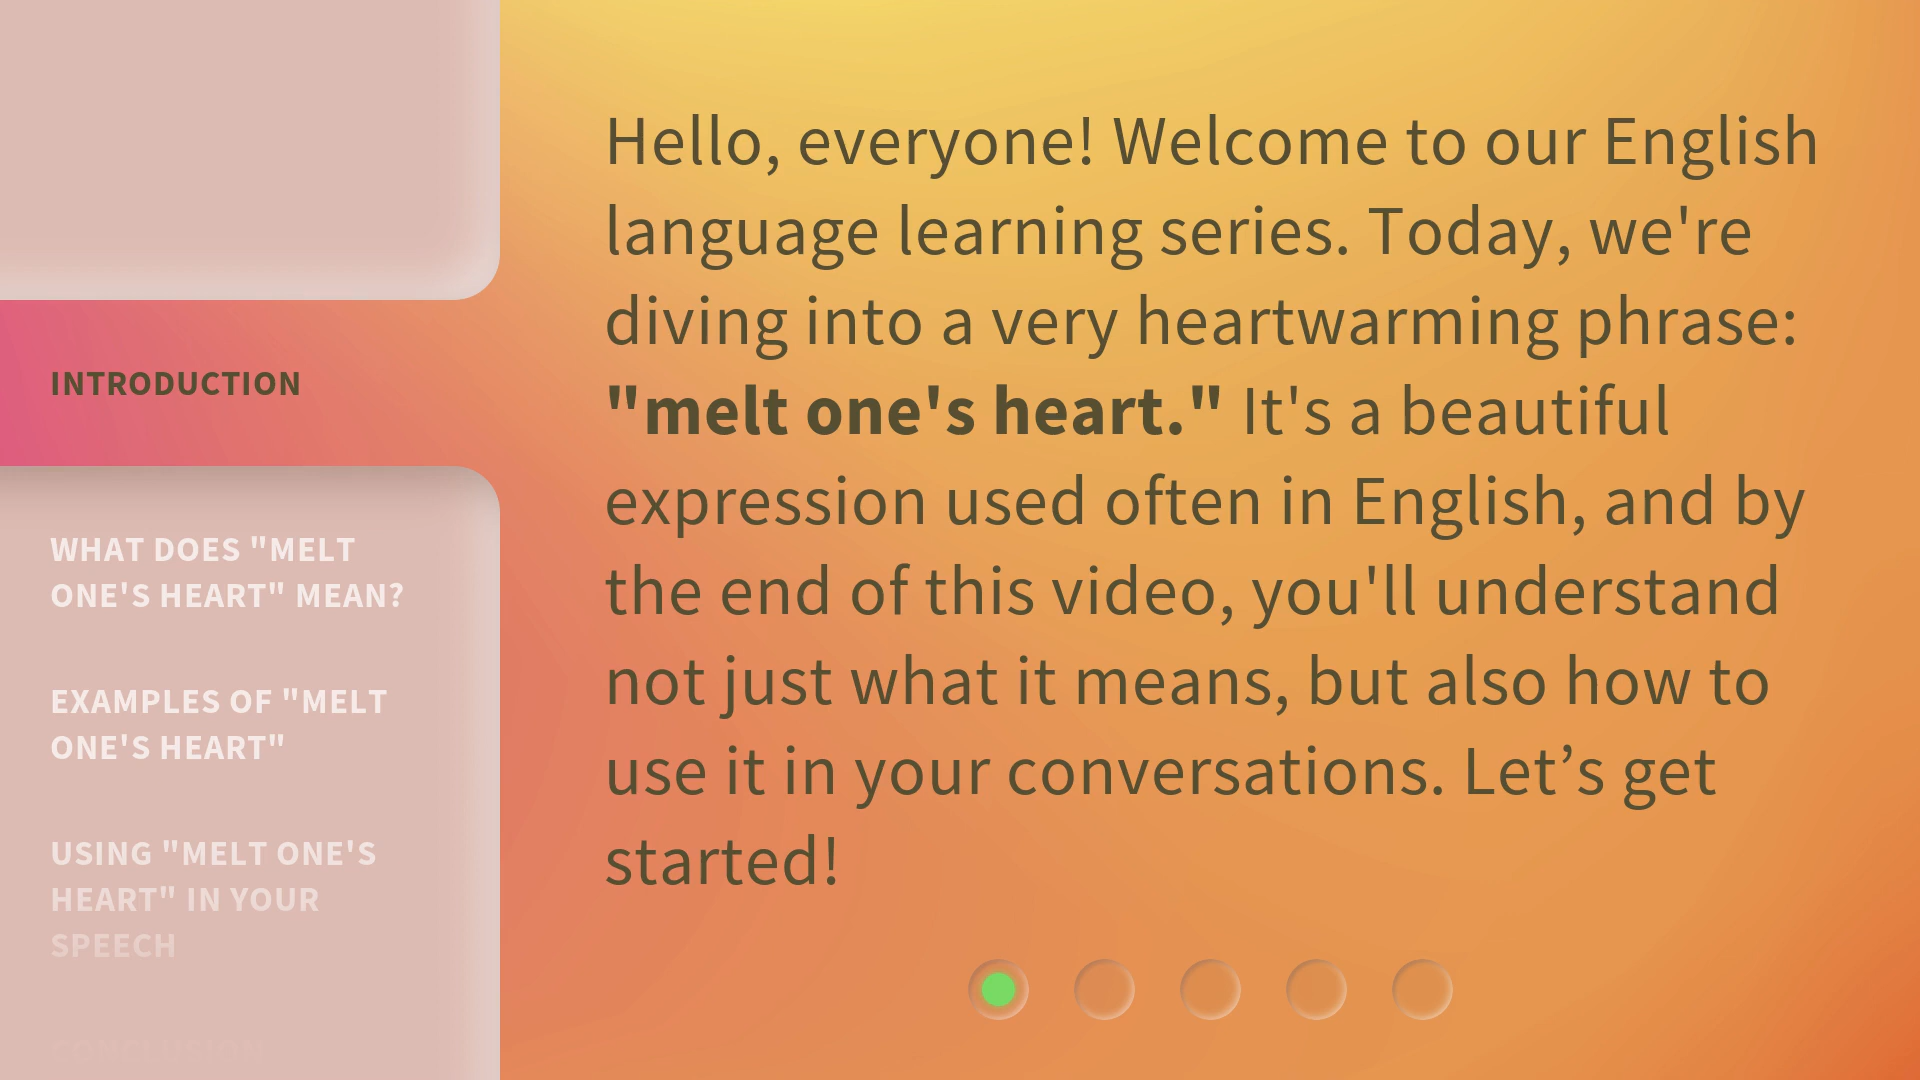 INTRODUCTION
WHAT DOES "MELT
ONE'S HEART" MEAN?
EXAMPLES OF "MELT
ONE'S HEART"
USING "MELT ONE'S
HEART" IN YOUR
SPEECH
CONCLUSION
Hello, everyone! Welcome to our English
language learning series. Today, we're
diving into a very heartwarming phrase:
"melt one's heart." It's a beautiful
expression used often in English, and by
the end of this video, you'll understand
not just what it means, but also how to
use it in your conversations. Let’s get
started!